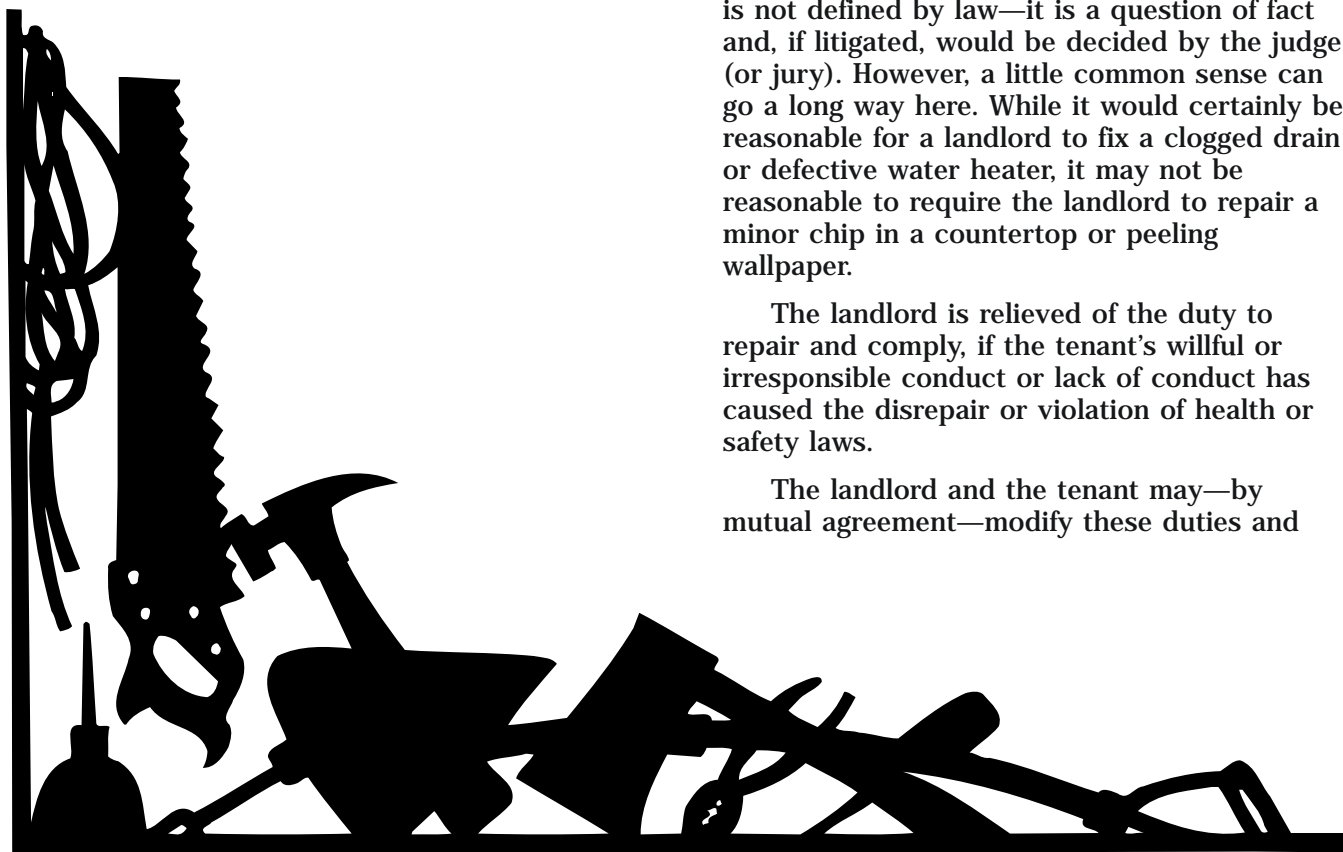 is not defined by law—it is a question of fact
and, if litigated, would be decided by the judge
(or jury). However, a little common sense can
go a long way here. While it would certainly be
reasonable for a landlord to fix a clogged drain
or defective water heater, it may not be
reasonable to require the landlord to repair a
minor chip in a countertop or peeling
wallpaper.
The landlord is relieved of the duty to
repair and comply, if the tenant’s willful or
irresponsible conduct or lack of conduct has
caused the disrepair or violation of health or
safety laws.
The landlord and the tenant may—by
mutual agreement—modify these duties and